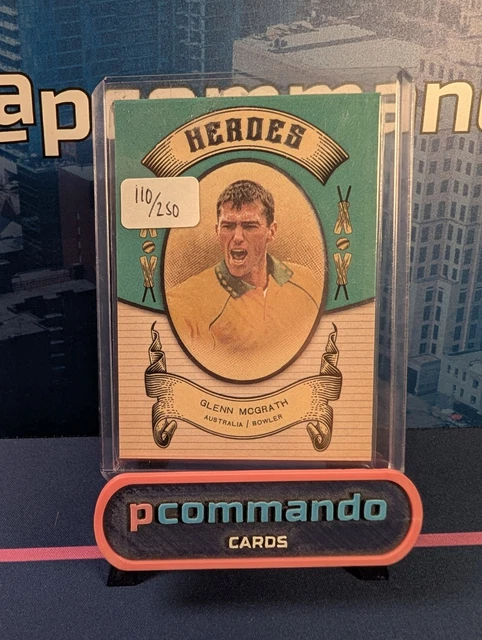 HEROES
110/250
GLENN MCGRATH
AUSTRALIA / BOWLER
pcommando
CARDS